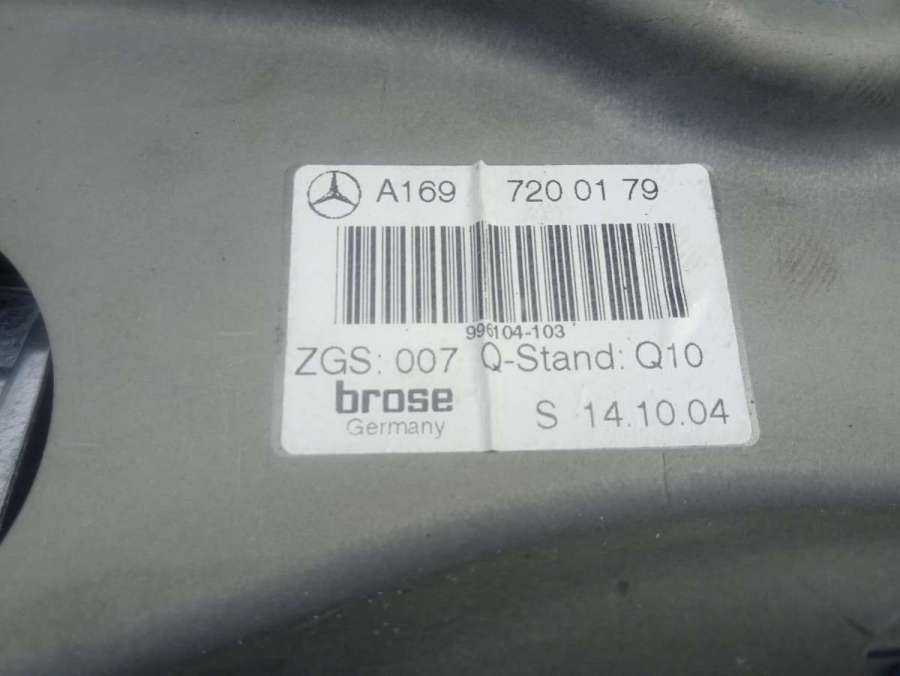 A169 720 01 79
996104-103
ZGS: 007 Q-Stand: Q10
brose
Germany
S 14.10.04